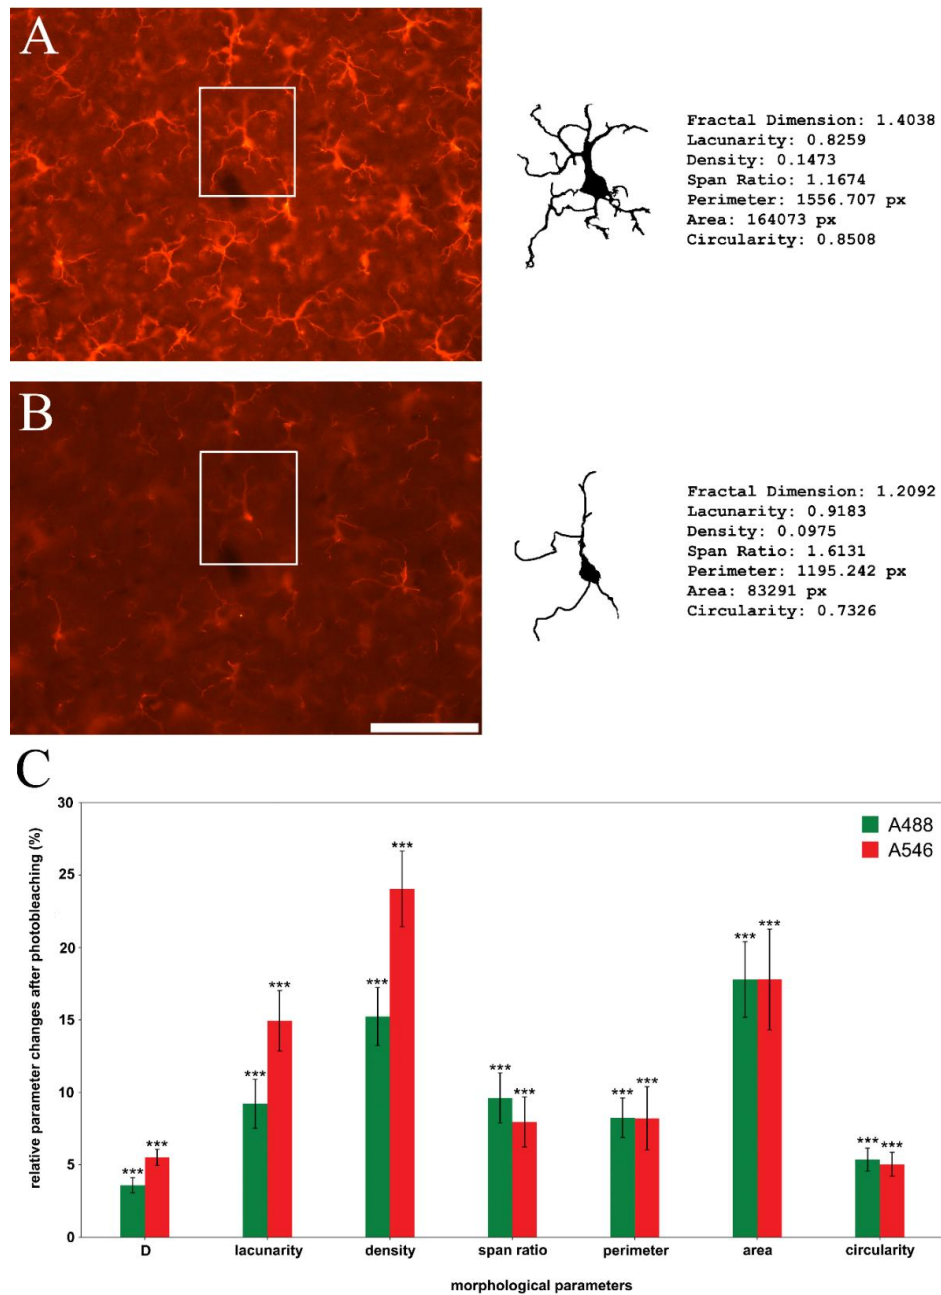 A
Fractal Dimension: 1.4038
Lacunarity: 0.8259
Density: 0.1473
Span Ratio: 1.1674
Perimeter: 1556.707 px
Area: 164073 px
Circularity: 0.8508
B
Fractal Dimension: 1.2092
Lacunarity: 0.9183
Density: 0.0975
Span Ratio: 1.6131
Perimeter: 1195.242 px
Area: 83291 px
Circularity: 0.7326
C
relative parameter changes after photobleaching (%)
30
25
20
15
10
5
0
A488
A546
*** ***
*** ***
*** ***
*** ***
*** ***
*** ***
*** ***
D lacunarity density span ratio perimeter area circularity
morphological parameters